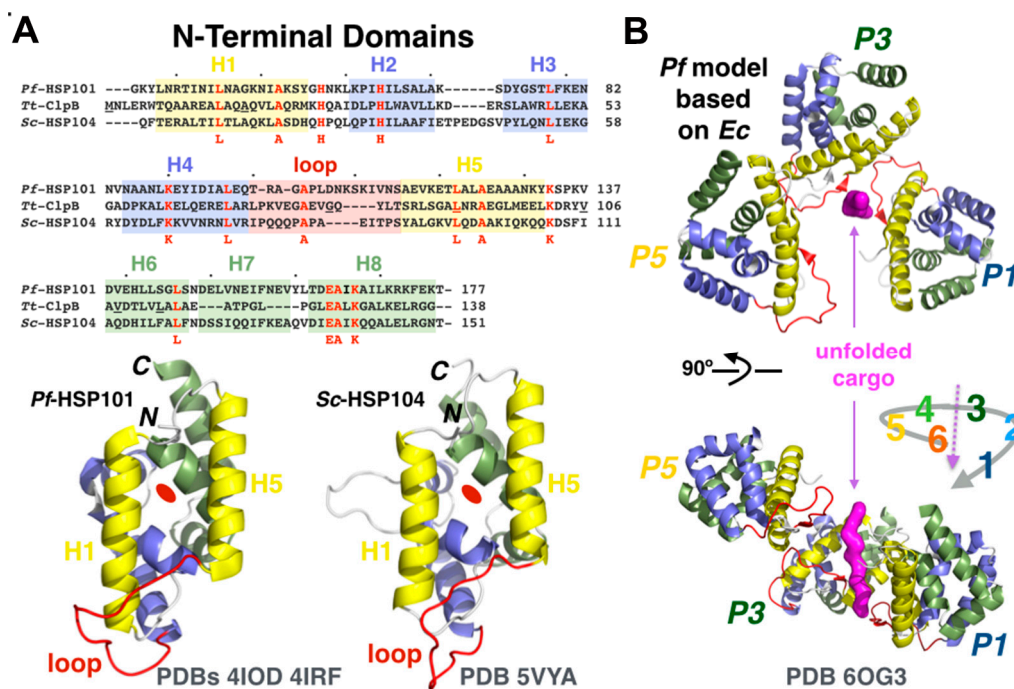 A
N-Terminal Domains
H1 H2 H3
Pf-HSP101 ---GKYLNRTINILNAGKNIAKSYGHNKLKPIHILSALAK------SDYGSTLFKEN 82
Tt-ClpB MNLERWTQAAREALAQAQVLAQRMKHQAIDLPHLWAVLLKD-----ERSLAWRLLEKA 53
Sc-HSP104 ----QFTERALTILTLAQKLASDHQHPQLQPIHILAAFIETPEDGSVPYLQNLIEKG 58
L A H H L
H4 loop H5
Pf-HSP101 NVNAANLKEYIDIALEQT-RA-GAPLDNKSKIVNSAEVKETLALAEAAANKYKSPKV 137
Tt-ClpB GADPKALKELQERELARLPKVEGAEVGQ----YLTSRLSGALNRAEGLMEELKDRYV 106
Sc-HSP104 RYDYDLFKKVVNRNLVRIPQQQPAPA---EITPSYALGKVLQDAAKIQKQQKDSFI 111
K L A L A K
H6 H7 H8
Pf-HSP101 DVEHLLSGLSNDELVNEIFNEVYLTDEAIKAILKRKFEKT- 177
Tt-ClpB AVDTLVLALAE---ATPGL----PGLEALKGALKELRGG- 138
Sc-HSP104 AQDHILFALFNDSSIQQIFKEAQVDIEAIKQQALELRGNT- 151
L EA K
Pf-HSP101
C
N
H1
H5
loop
PDBs 4IOD 4IRF
Sc-HSP104
C
N
H1
H5
loop
PDB 5VYA
B
Pf model
based
on Ec
P3
P5
P1
unfolded
cargo
90º
4 3
5 6 2
1
P5
P3
P1
PDB 6OG3